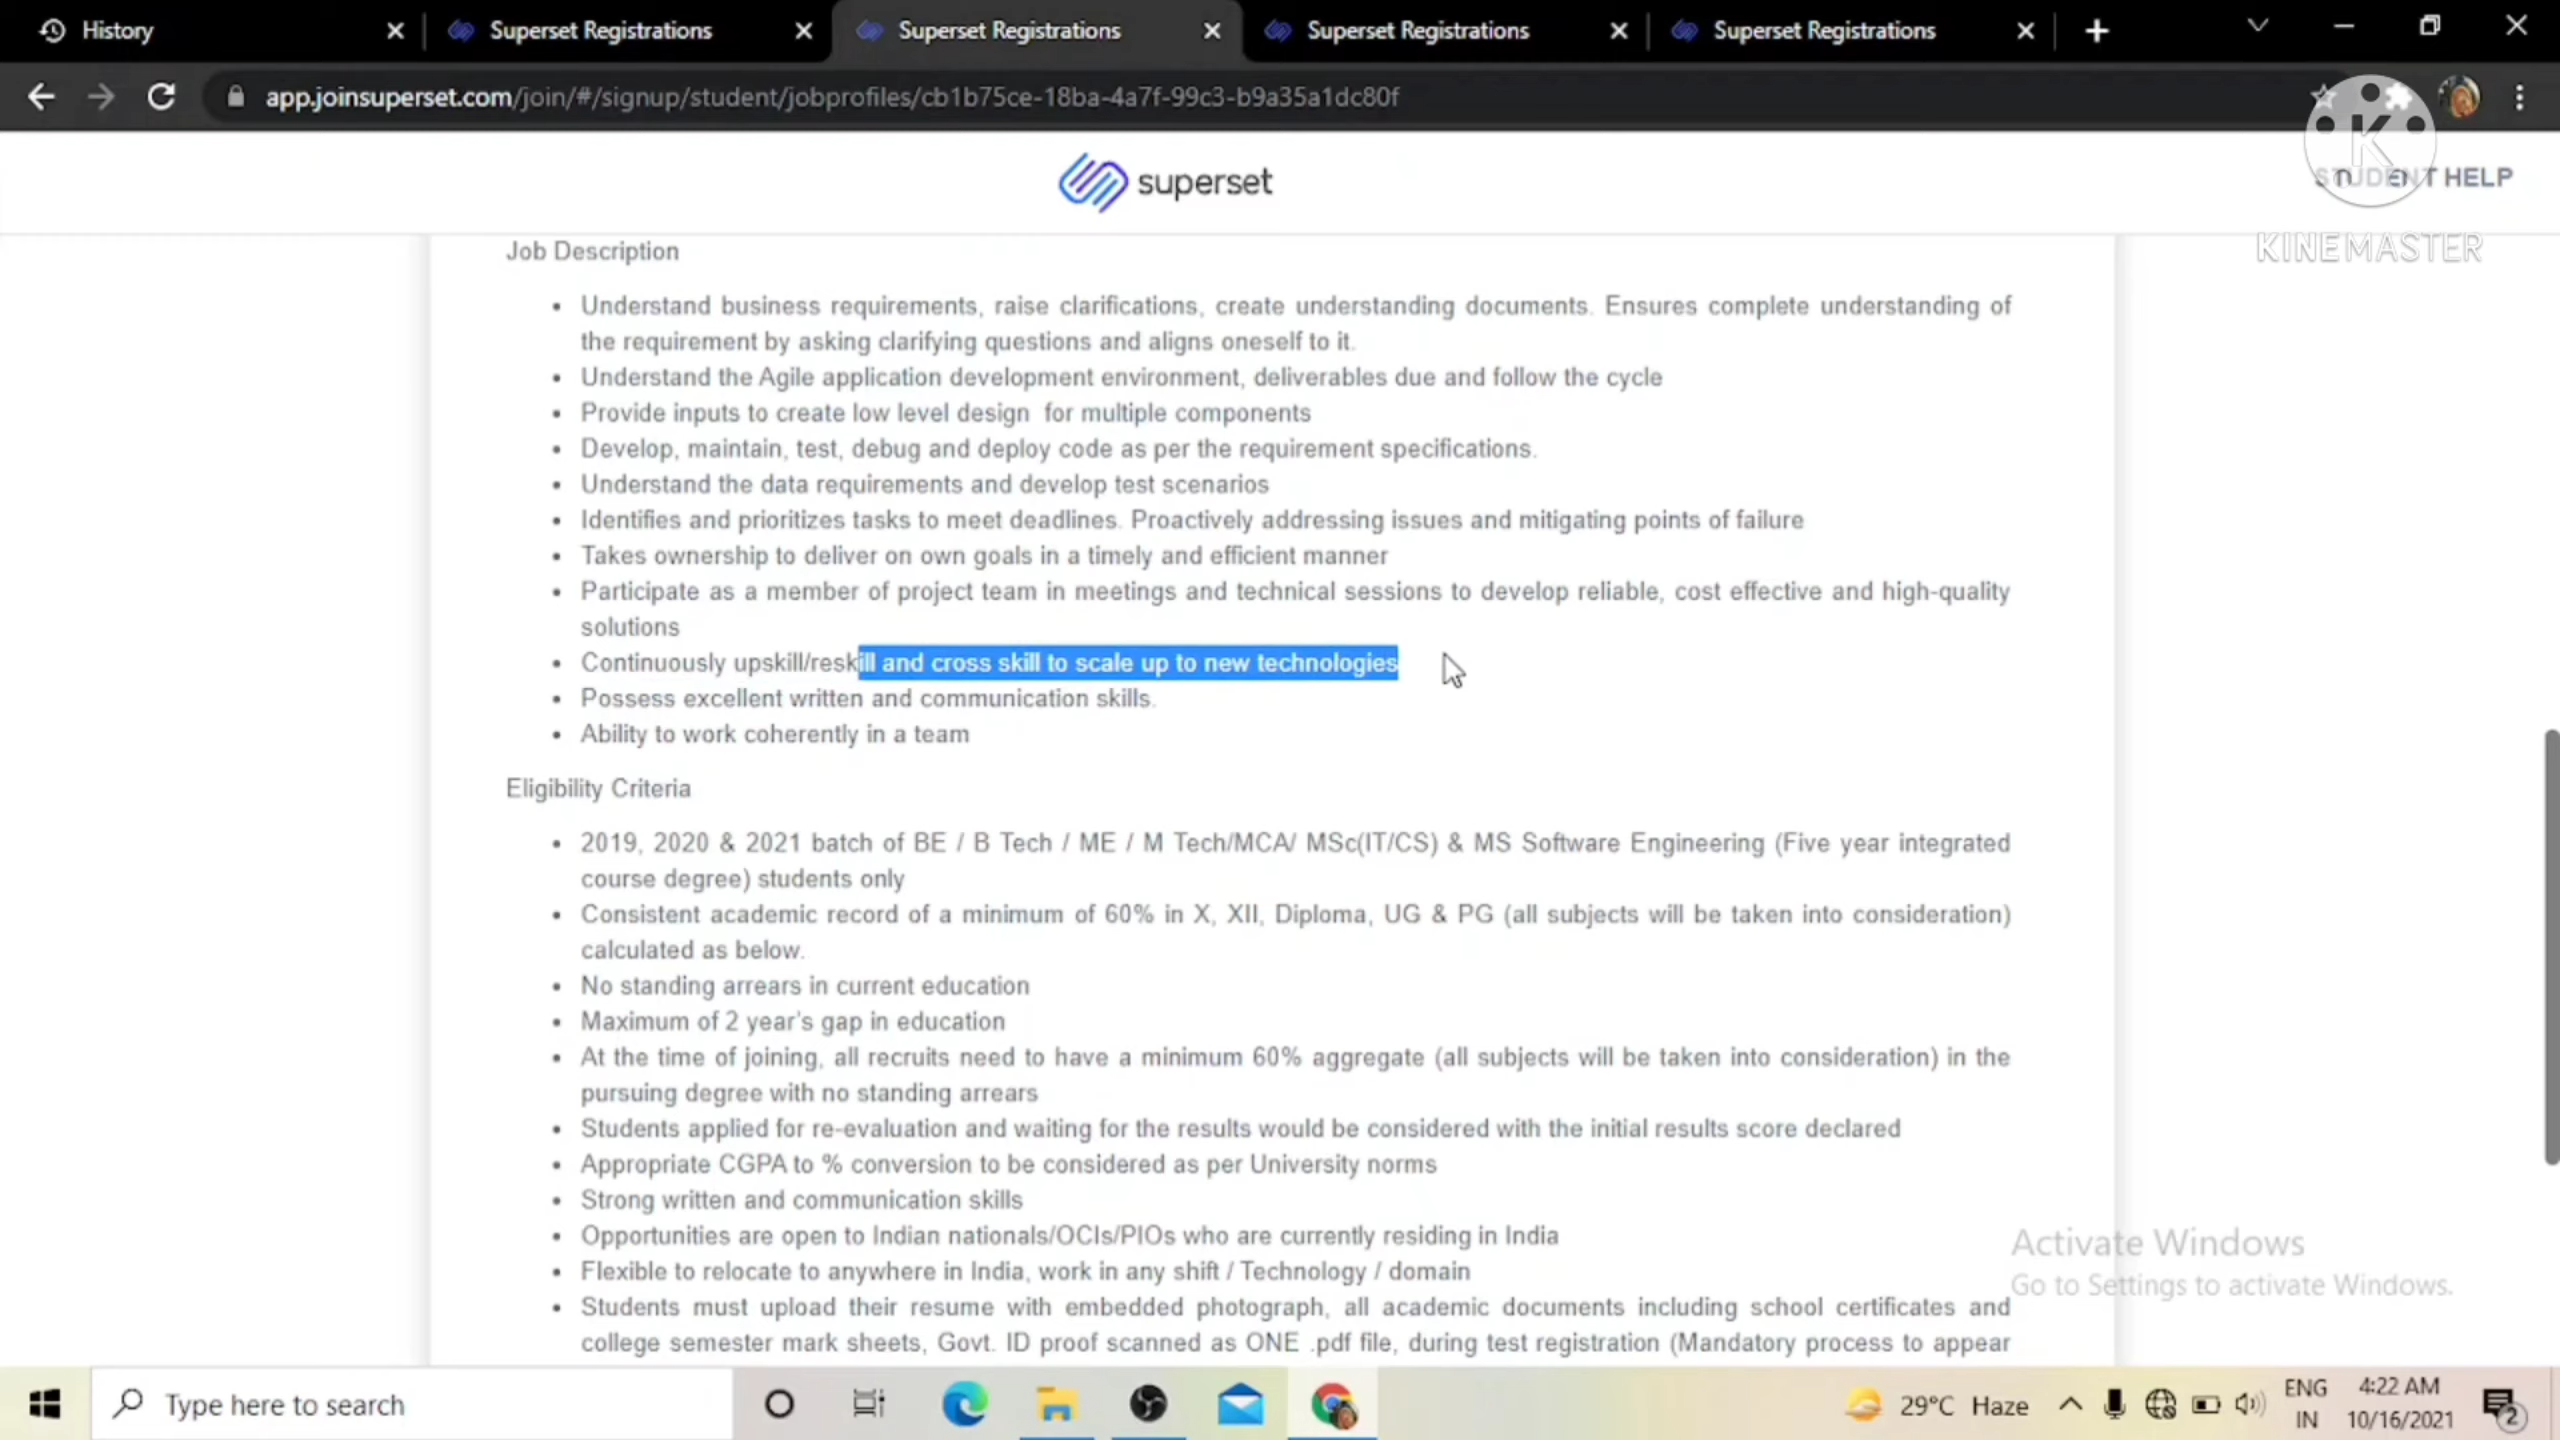 History
Superset Registrations
Superset Registrations
Superset Registrations
Superset Registrations
app.joinsuperset.com/join/#/signup/student/jobprofiles/cb1b75ce-18ba-4a7f-99c3-b9a35a1dc80f
superset
STUDENT HELP
K
KINEMASTER
Job Description
• Understand business requirements, raise clarifications, create understanding documents. Ensures complete understanding of
the requirement by asking clarifying questions and aligns oneself to it.
• Understand the Agile application development environment, deliverables due and follow the cycle
• Provide inputs to create low level design for multiple components
• Develop, maintain, test, debug and deploy code as per the requirement specifications.
• Understand the data requirements and develop test scenarios
• Identifies and prioritizes tasks to meet deadlines. Proactively addressing issues and mitigating points of failure
• Takes ownership to deliver on own goals in a timely and efficient manner
• Participate as a member of project team in meetings and technical sessions to develop reliable, cost effective and high-quality
solutions
• Continuously upskill/reskill and cross skill to scale up to new technologies
• Possess excellent written and communication skills.
• Ability to work coherently in a team
Eligibility Criteria
• 2019, 2020 & 2021 batch of BE / B Tech / ME / M Tech/MCA/ MSc(IT/CS) & MS Software Engineering (Five year integrated
course degree) students only
• Consistent academic record of a minimum of 60% in X, XII, Diploma, UG & PG (all subjects will be taken into consideration)
calculated as below.
• No standing arrears in current education
• Maximum of 2 year's gap in education
• At the time of joining, all recruits need to have a minimum 60% aggregate (all subjects will be taken into consideration) in the
pursuing degree with no standing arrears
• Students applied for re-evaluation and waiting for the results would be considered with the initial results score declared
• Appropriate CGPA to % conversion to be considered as per University norms
• Strong written and communication skills
• Opportunities are open to Indian nationals/OCIs/PIOs who are currently residing in India
• Flexible to relocate to anywhere in India, work in any shift / Technology / domain
• Students must upload their resume with embedded photograph, all academic documents including school certificates and
college semester mark sheets, Govt. ID proof scanned as ONE .pdf file, during test registration (Mandatory process to appear
Activate Windows
Go to Settings to activate Windows.
Type here to search
29°C Haze
ENG
IN
4:22 AM
10/16/2021
2